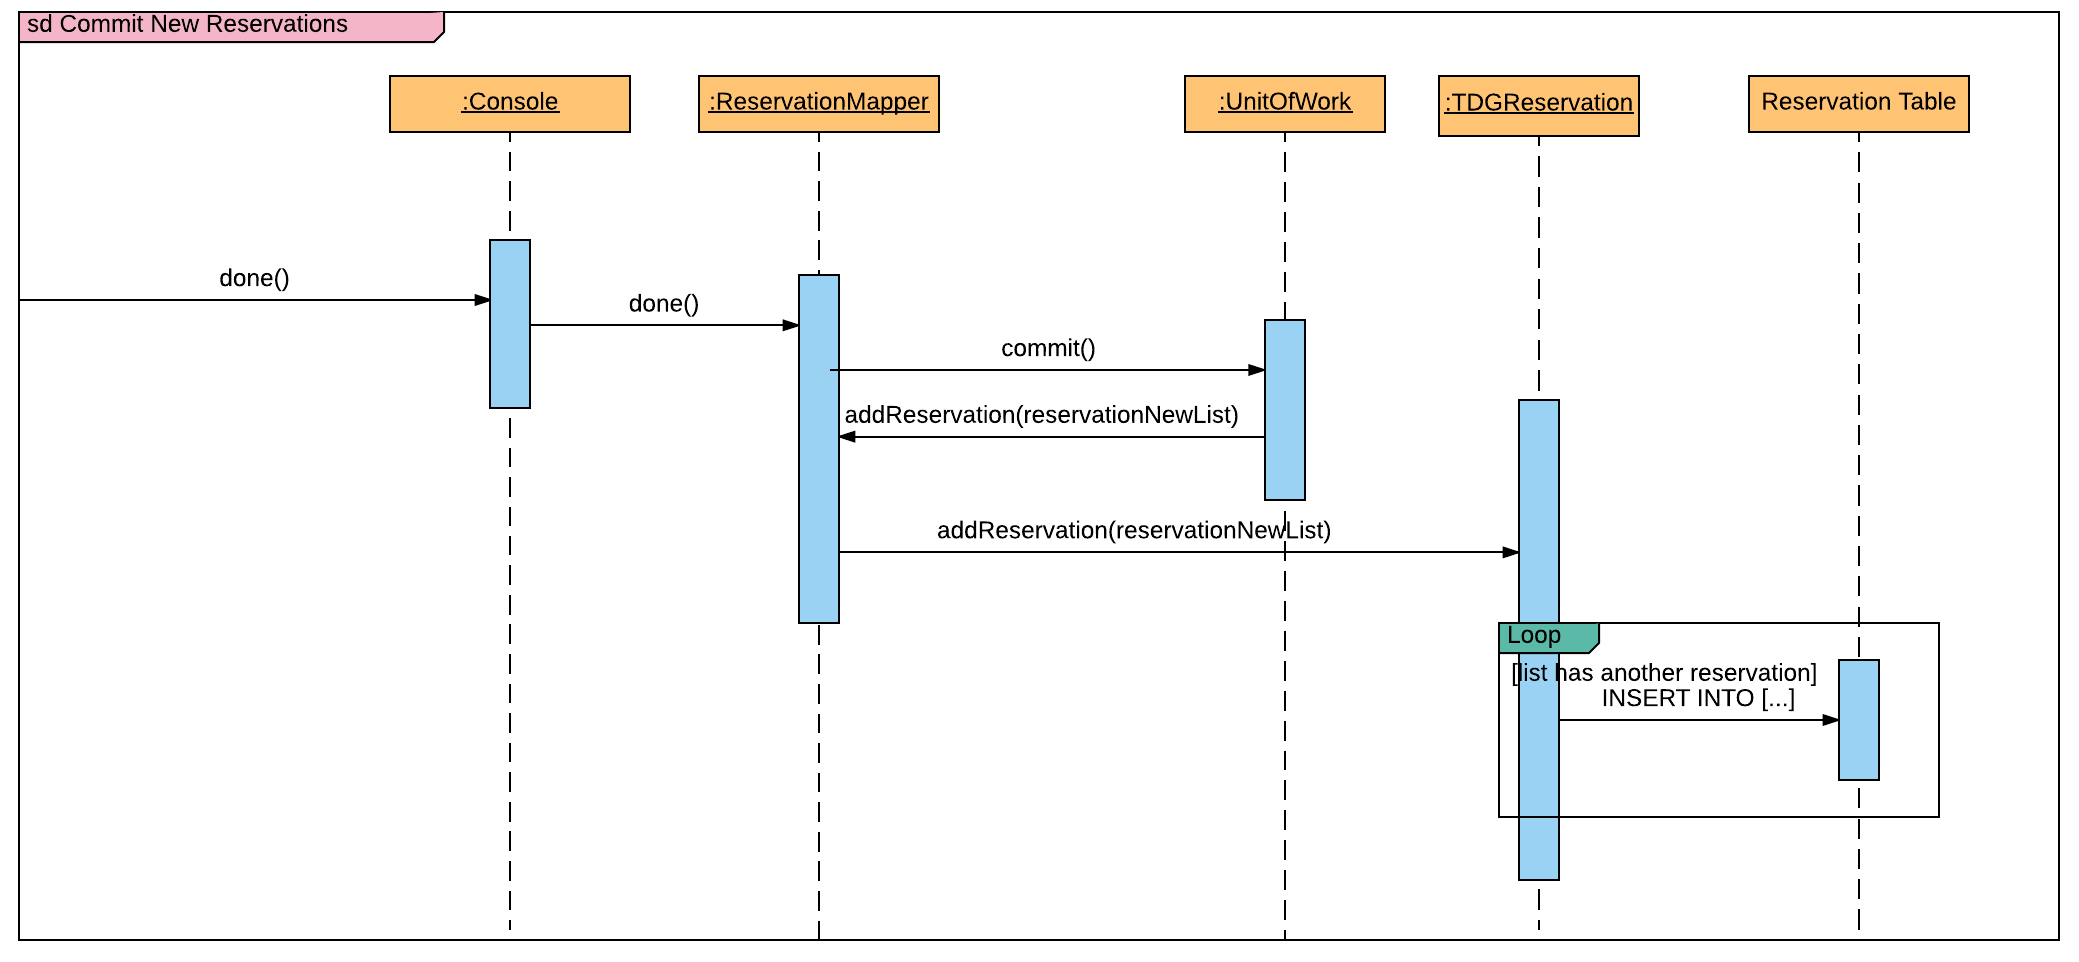 sd Commit New Reservations
:Console
:ReservationMapper
:UnitOfWork
:TDGReservation
Reservation Table
done()
done()
commit()
addReservation(reservationNewList)
addReservation(reservationNewList)
Loop
[list has another reservation]
INSERT INTO [...]